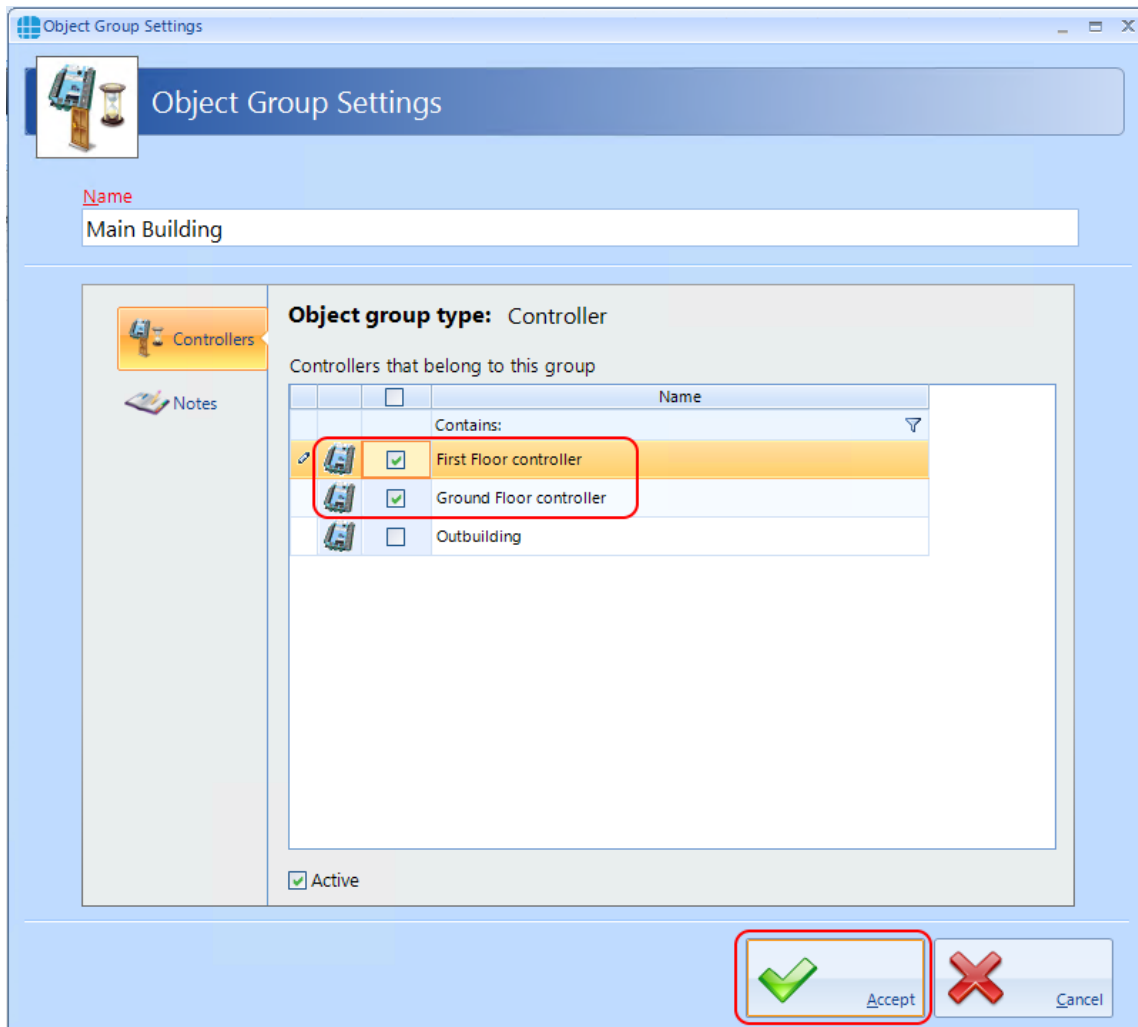 Object Group Settings
Object Group Settings
Name
Main Building
Controllers
Notes
Object group type: Controller
Controllers that belong to this group
Name
Contains:
First Floor controller
Ground Floor controller
Outbuilding
Active
Accept
Cancel